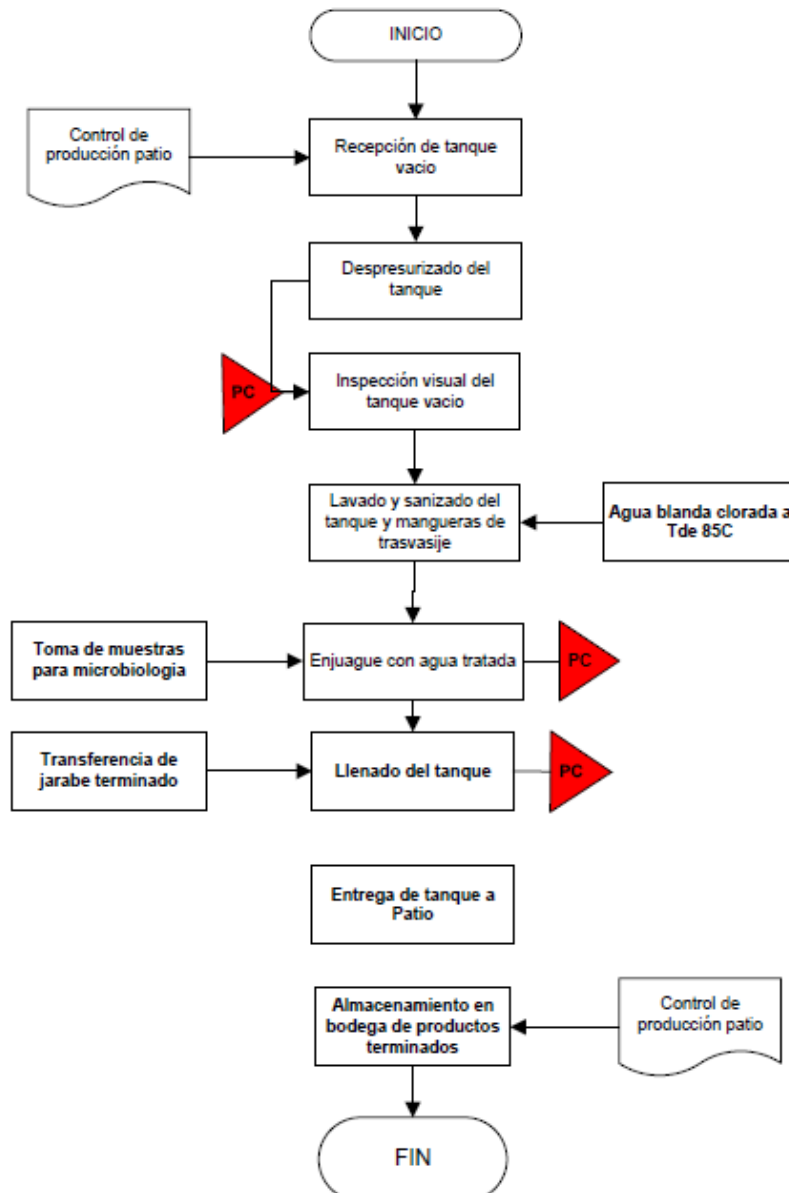 INICIO
Control de
producción patio
Recepción de tanque
vacio
Despresurizado del
tanque
PC
Inspección visual del
tanque vacio
Lavado y sanizado del
tanque y mangueras de
trasvasije
Agua blanda clorada a
Tde 85C
Toma de muestras
para microbiologia
Enjuague con agua tratada
PC
Transferencia de
jarabe terminado
Llenado del tanque
PC
Entrega de tanque a
Patio
Almacenamiento en
bodega de productos
terminados
Control de
producción patio
FIN